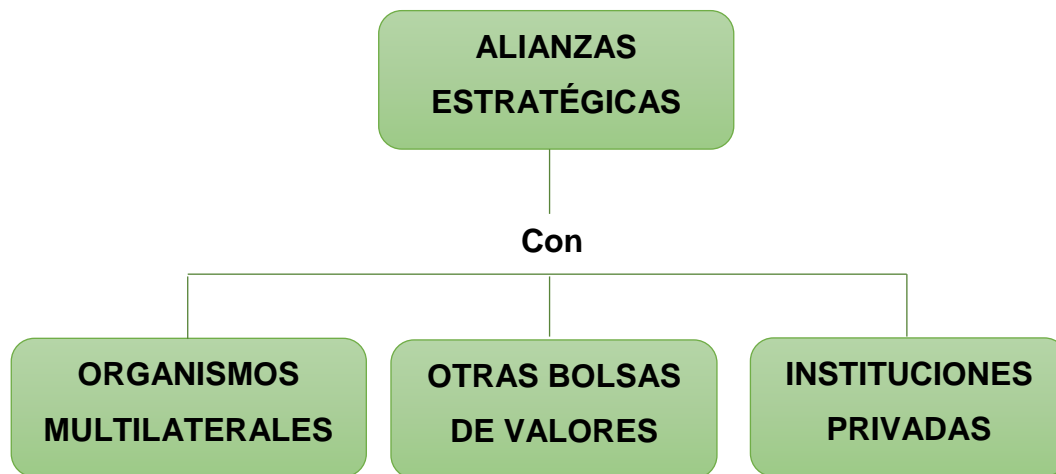 ALIANZAS
ESTRATÉGICAS
Con
ORGANISMOS
MULTILATERALES
OTRAS BOLSAS
DE VALORES
INSTITUCIONES
PRIVADAS